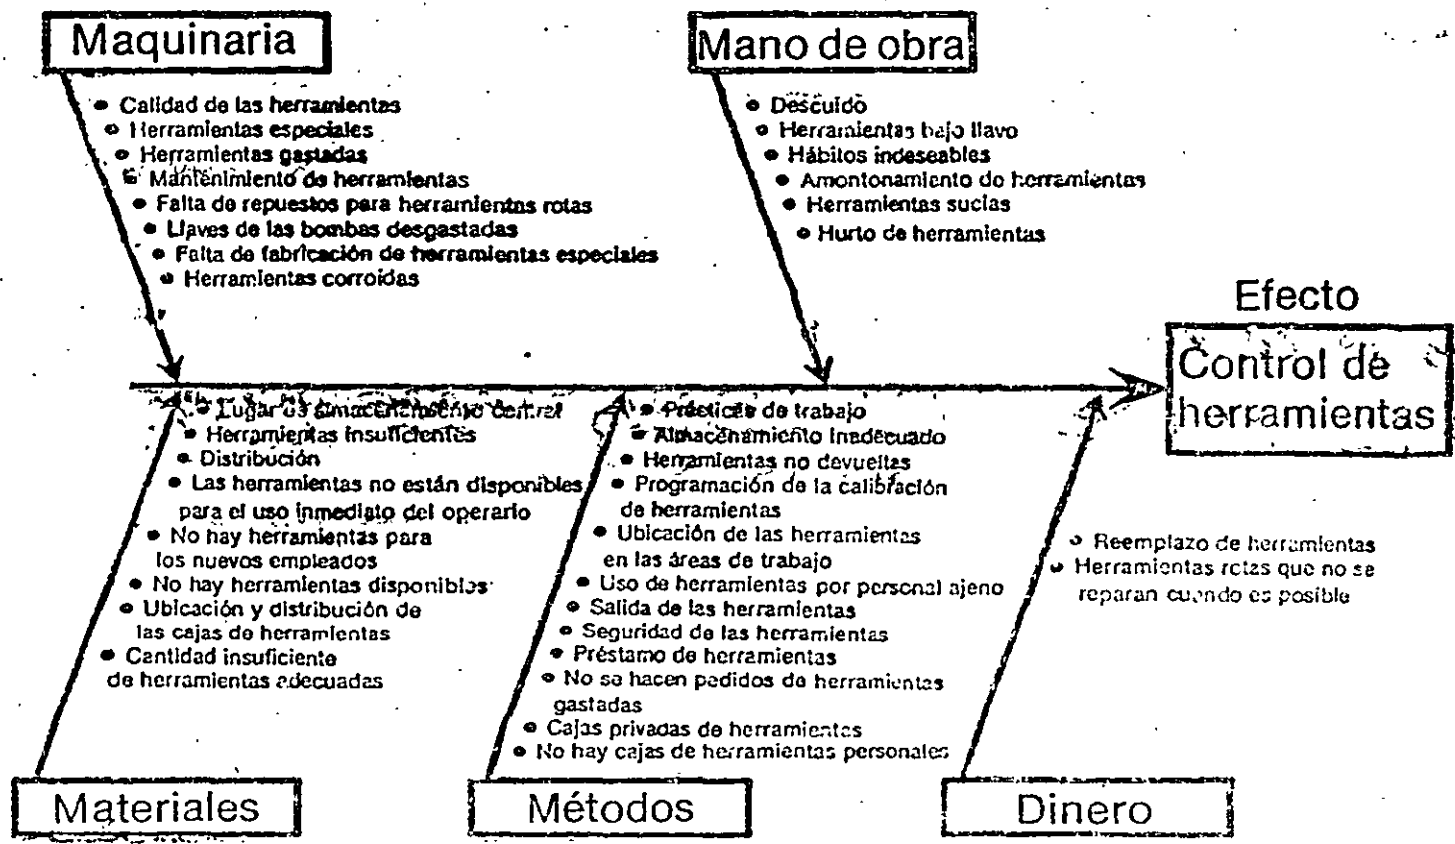 Maquinaria
• Calidad de las herramientas
• Herramientas especiales
• Herramientas gastadas
• Mantenimiento de herramientas
• Falta de repuestos para herramientas rotas
• Llaves de las bombas desgastadas
• Falta de fabricación de herramientas especiales
• Herramientas corroidas
Mano de obra
• Descuido
• Herramientas bajo llave
• Hábitos indeseables
• Amontonamiento de herramientas
• Herramientas sucias
• Hurto de herramientas
Efecto
Control de
herramientas
• Lugar de almacenamiento central
• Herramientas insuficientes
• Distribución
• Las herramientas no están disponibles
para el uso inmediato del operario
• No hay herramientas para
los nuevos empleados
• No hay herramientas disponibles
• Ubicación y distribución de
las cajas de herramientas
• Cantidad insuficiente
de herramientas adecuadas
Materiales
• Prácticas de trabajo
• Almacenamiento inadecuado
• Herramientas no devueltas
• Programación de la calibración
de herramientas
• Ubicación de las herramientas
en las áreas de trabajo
• Uso de herramientas por personal ajeno
• Salida de las herramientas
• Seguridad de las herramientas
• Préstamo de herramientas
• No se hacen pedidos de herramientas
gastadas
• Cajas privadas de herramientas
• No hay cajas de herramientas personales
Métodos
• Reemplazo de herramientas
• Herramientas rotas que no se
reparan cuando es posible
Dinero